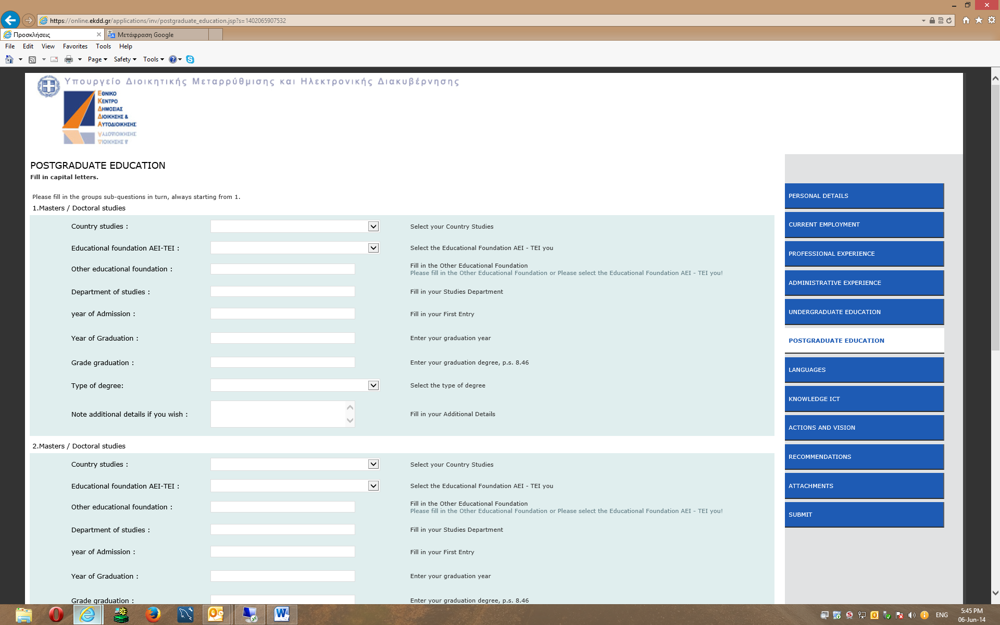 https://online.ekdd.gr/applications/inv/postgraduate_education.jsp?s=1402065907532
Προσκλήσεις
Μετάφραση Google
File Edit View Favorites Tools Help
Page Safety Tools
Υπουργείο Διοικητικής Μεταρρύθμισης και Ηλεκτρονικής Διακυβέρνησης
ΕΘΝΙΚΟ
ΚΕΝΤΡΟ
ΔΗΜΟΣΙΑΣ
ΔΙΟΙΚΗΣΗΣ &
ΑΥΤΟΔΙΟΙΚΗΣΗΣ
POSTGRADUATE EDUCATION
Fill in capital letters.
Please fill in the groups sub-questions in turn, always starting from 1.
1.Masters / Doctoral studies
Country studies : Select your Country Studies
Educational foundation AEI-TEI : Select the Educational Foundation AEI - TEI you
Other educational foundation : Fill in the Other Educational Foundation
Please fill in the Other Educational Foundation or Please select the Educational Foundation AEI - TEI you!
Department of studies : Fill in your Studies Department
year of Admission : Fill in your First Entry
Year of Graduation : Enter your graduation year
Grade graduation : Enter your graduation degree, p.s. 8.46
Type of degree: Select the type of degree
Note additional details if you wish : Fill in your Additional Details
2.Masters / Doctoral studies
Country studies : Select your Country Studies
Educational foundation AEI-TEI : Select the Educational Foundation AEI - TEI you
Other educational foundation : Fill in the Other Educational Foundation
Please fill in the Other Educational Foundation or Please select the Educational Foundation AEI - TEI you!
Department of studies : Fill in your Studies Department
year of Admission : Fill in your First Entry
Year of Graduation : Enter your graduation year
Grade graduation : Enter your graduation degree, p.s. 8.46
PERSONAL DETAILS
CURRENT EMPLOYMENT
PROFESSIONAL EXPERIENCE
ADMINISTRATIVE EXPERIENCE
UNDERGRADUATE EDUCATION
POSTGRADUATE EDUCATION
LANGUAGES
KNOWLEDGE ICT
ACTIONS AND VISION
RECOMMENDATIONS
ATTACHMENTS
SUBMIT
ENG
5:45 PM
06-Jun-14